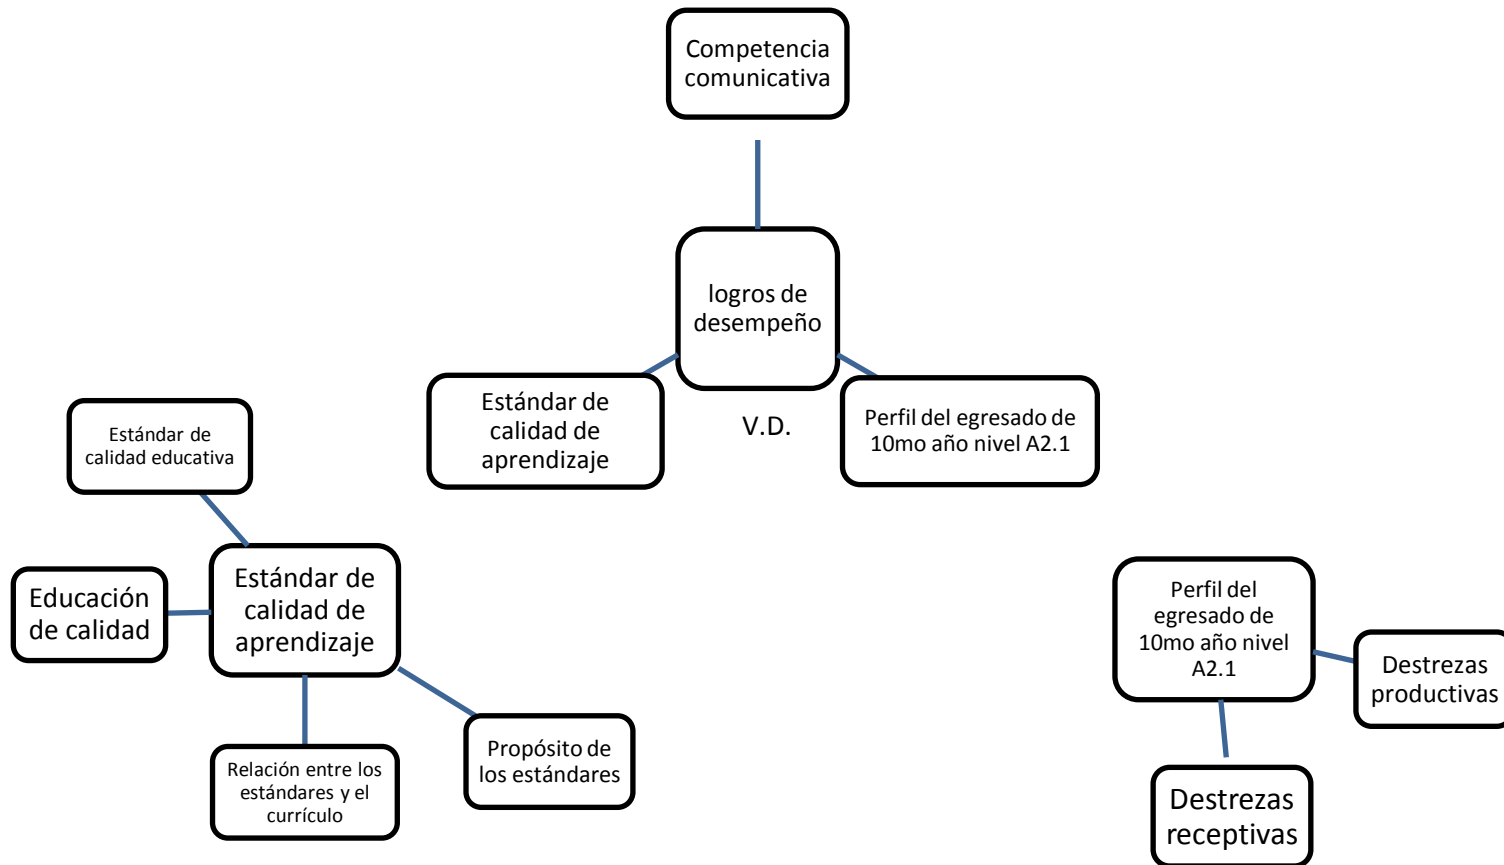 Competencia
comunicativa
logros de
desempeño
Estándar de
calidad de
aprendizaje
V.D.
Perfil del egresado de
10mo año nivel A2.1
Estándar de
calidad educativa
Educación
de calidad
Estándar de
calidad de
aprendizaje
Relación entre los
estándares y el
currículo
Propósito de
los estándares
Perfil del
egresado de
10mo año nivel
A2.1
Destrezas
productivas
Destrezas
receptivas